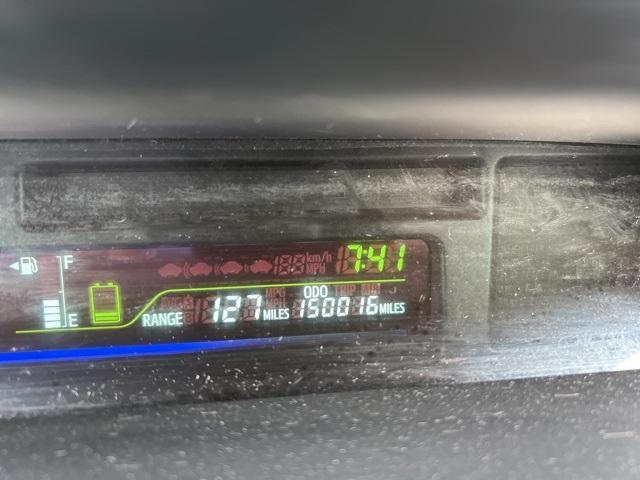 F
km/h
MPH
7:41
E
RANGE 127 MILES ODO 150016 MILES